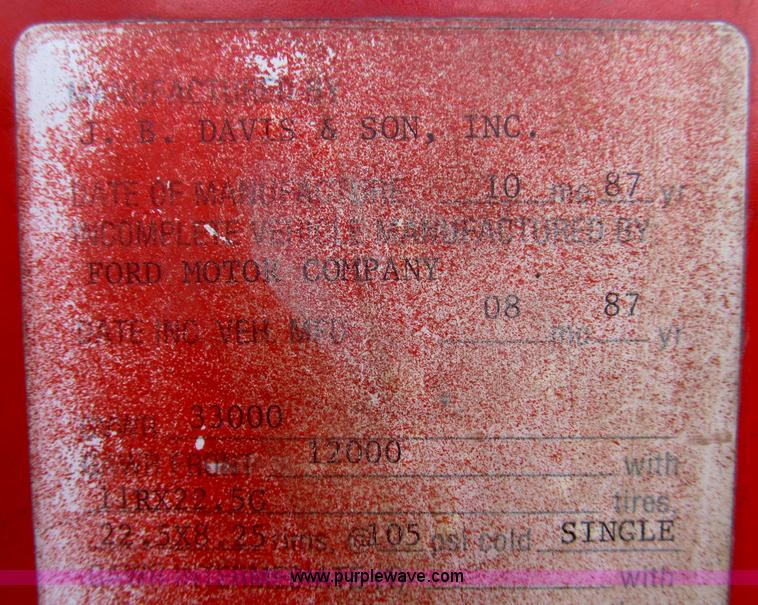 MANUFACTURED BY
J. B. DAVIS & SON, INC.
DATE OF MANUFACTURE 10 mo 87 yr
INCOMPLETE VEHICLE MANUFACTURED BY
FORD MOTOR COMPANY
DATE INC. VEH. MFD 08 mo 87 yr
GVWR 33000
GAWR FRONT 12000 with
11RX22.5G tires
22.5X8.25 rims @105 psi cold SINGLE
GAWR with
www.purplewave.com